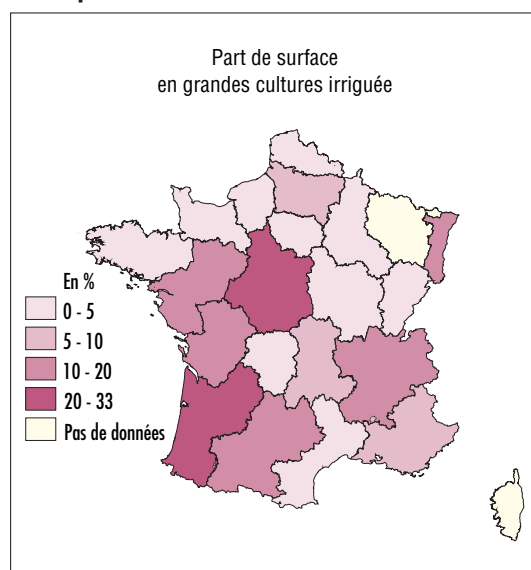 Part de surface
en grandes cultures irriguée
En %
0 - 5
5 - 10
10 - 20
20 - 33
Pas de données